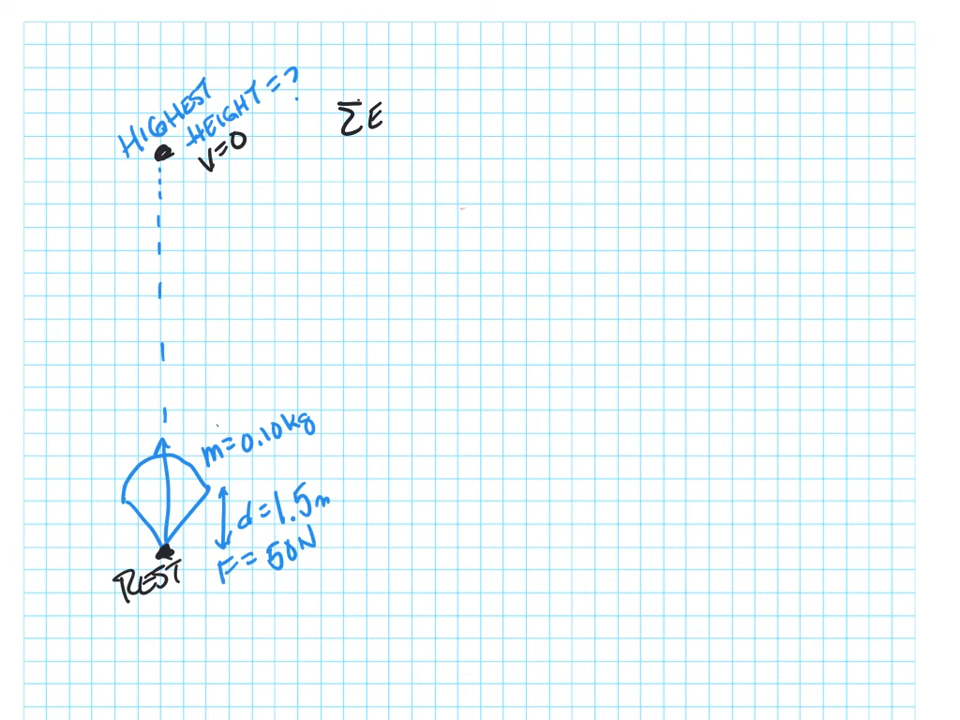 HIGHEST
HEIGHT = ?
V=0
ΣE
m=0.10kg
d=1.5m
F=50N
REST